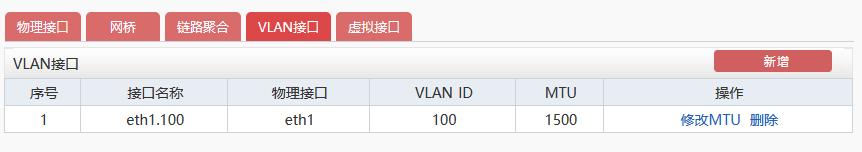 物理接口 网桥 链路聚合 VLAN接口 虚拟接口
VLAN接口 新增
序号 接口名称 物理接口 VLAN ID MTU 操作
1 eth1.100 eth1 100 1500 修改MTU 删除